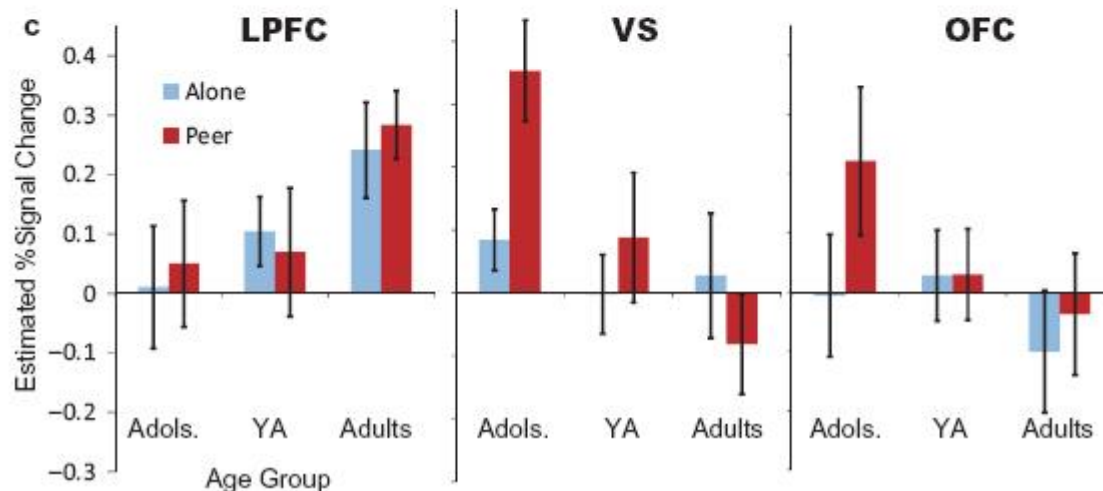 c
LPFC
VS
OFC
Estimated %Signal Change
0.4
0.3
0.2
0.1
0
−0.1
−0.2
−0.3
Alone
Peer
Adols. YA Adults
Adols. YA Adults
Adols. YA Adults
Age Group